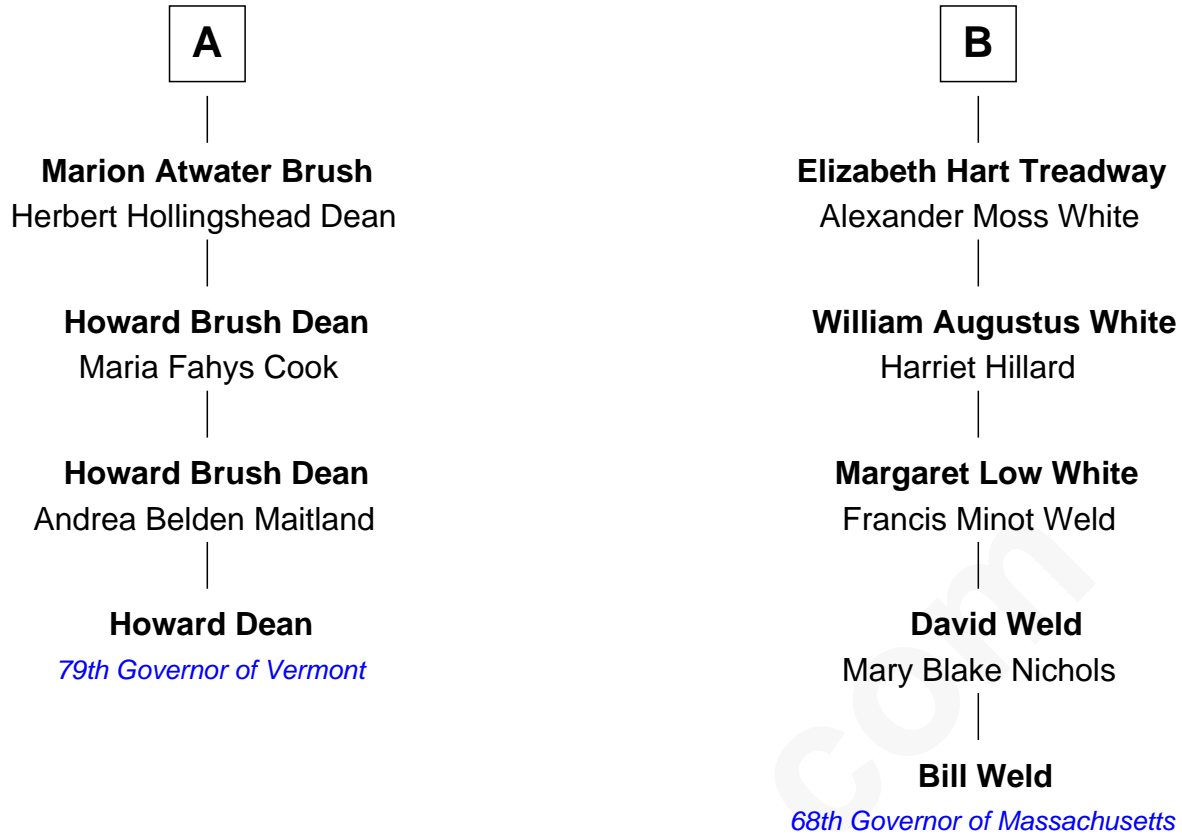 A
Marion Atwater Brush
Herbert Hollingshead Dean
Howard Brush Dean
Maria Fahys Cook
Howard Brush Dean
Andrea Belden Maitland
Howard Dean
79th Governor of Vermont
B
Elizabeth Hart Treadway
Alexander Moss White
William Augustus White
Harriet Hillard
Margaret Low White
Francis Minot Weld
David Weld
Mary Blake Nichols
Bill Weld
68th Governor of Massachusetts
com